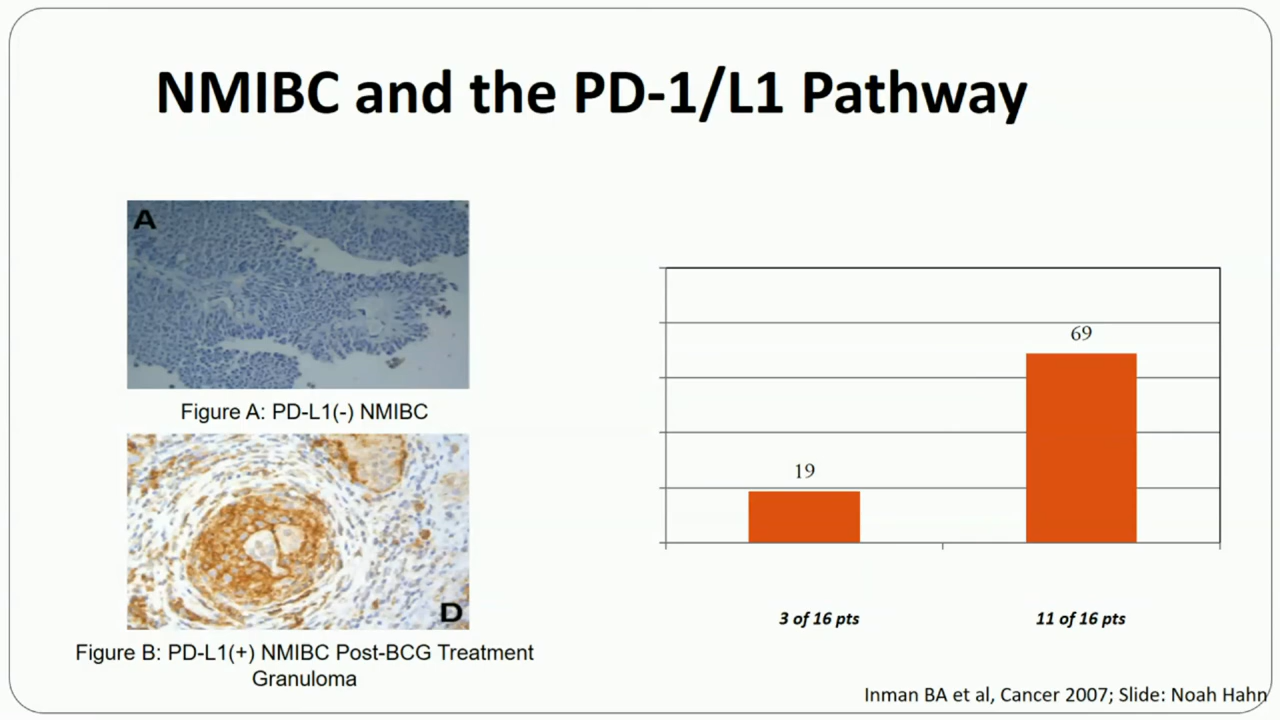 NMIBC and the PD-1/L1 Pathway
A
Figure A: PD-L1(-) NMIBC
D
Figure B: PD-L1(+) NMIBC Post-BCG Treatment
Granuloma
19
69
3 of 16 pts
11 of 16 pts
Inman BA et al, Cancer 2007; Slide: Noah Hahn